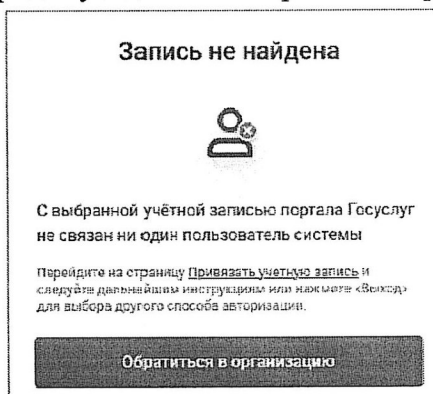 Запись не найдена
С выбранной учётной записью портала Госуслуг
не связан ни один пользователь системы
Перейдите на страницу Привязать учетную запись и
следуйте дальнейшим инструкциям или нажмите «Выход»
для выбора другого способа авторизации.
Обратиться в организацию